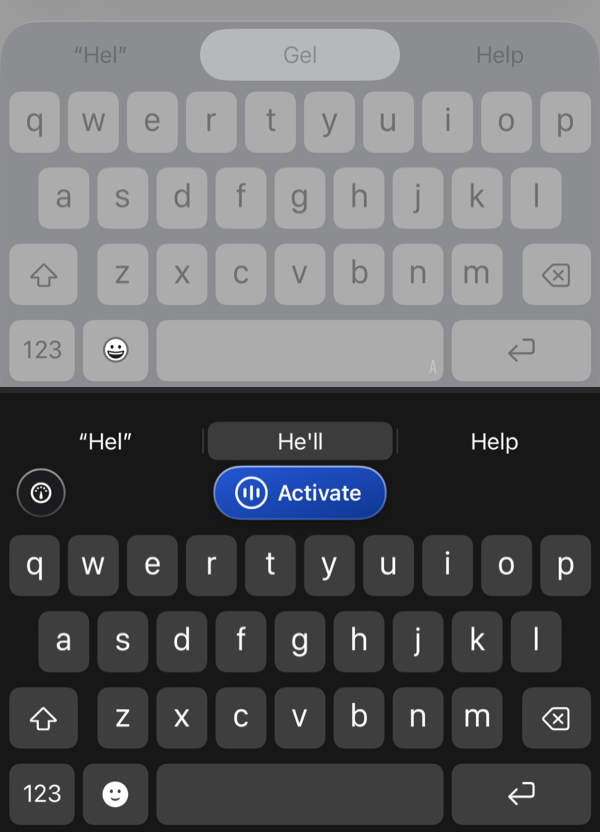 “Hel” Gel Help
q w e r t y u i o p
a s d f g h j k l
z x c v b n m
123
A
“Hel” He'll Help
Activate
q w e r t y u i o p
a s d f g h j k l
z x c v b n m
123